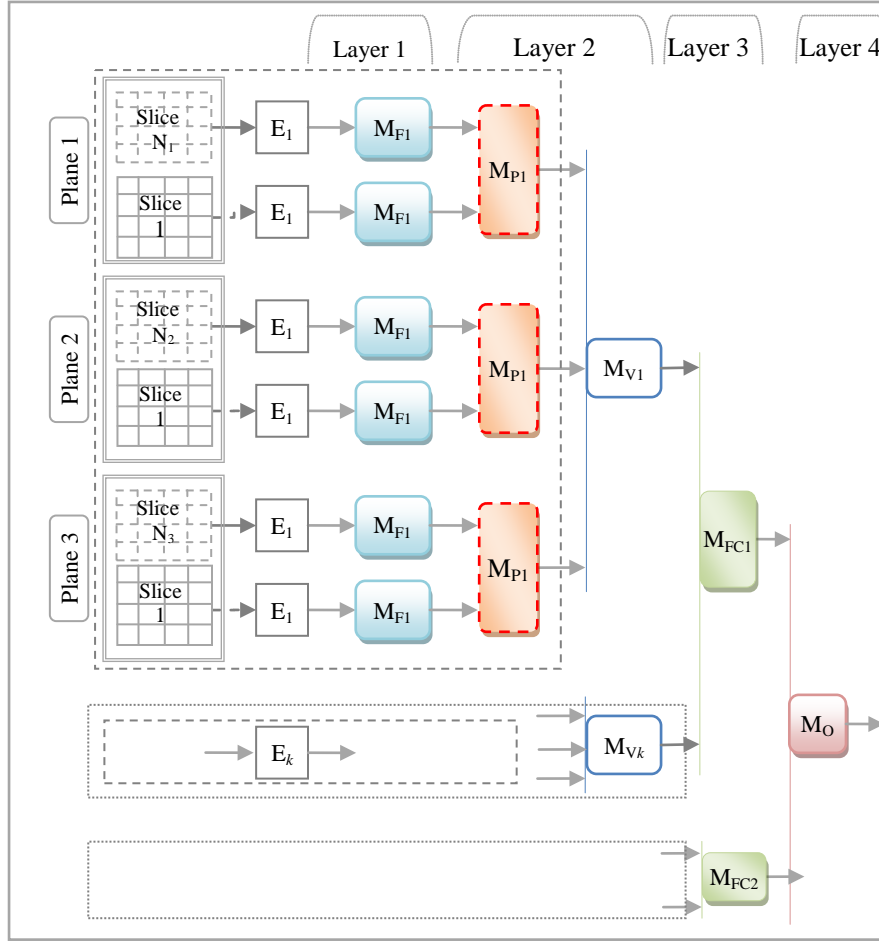 Layer 1
Layer 2
Layer 3
Layer 4
Plane 1
Slice
N1
E1
MF1
MP1
Slice
1
E1
MF1
Plane 2
Slice
N2
E1
MF1
MP1
MV1
Slice
1
E1
MF1
Plane 3
Slice
N3
E1
MF1
MP1
MFC1
Slice
1
E1
MF1
Ek
MVk
MO
MFC2